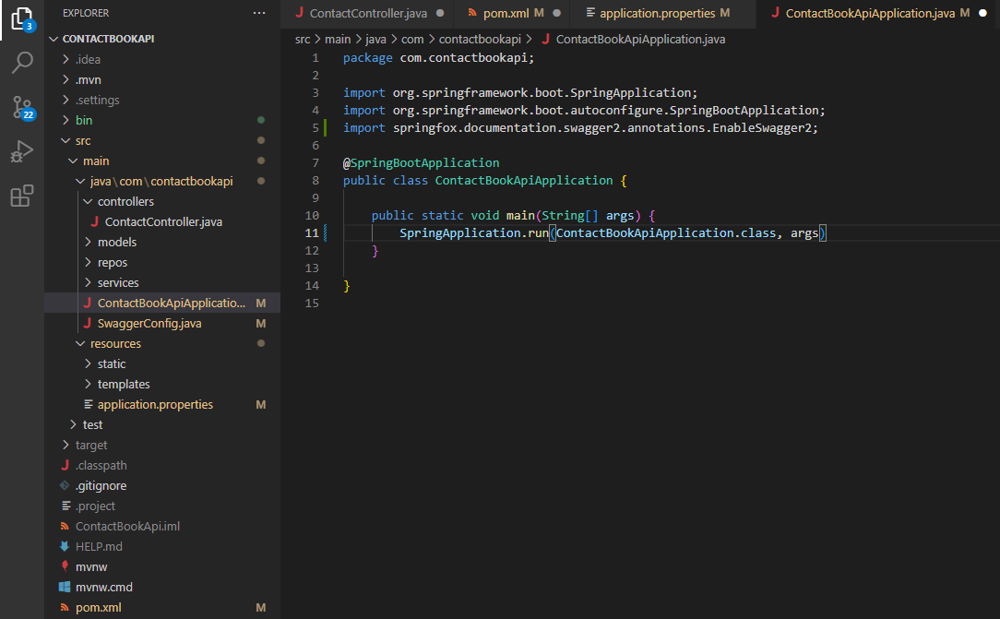 EXPLORER
CONTACTBOOKAPI
.idea
.mvn
.settings
bin
src
main
java\com\contactbookapi
controllers
ContactController.java
models
repos
services
ContactBookApiApplicatio... M
SwaggerConfig.java M
resources
static
templates
application.properties M
test
target
.classpath
.gitignore
.project
ContactBookApi.iml
HELP.md
mvnw
mvnw.cmd
pom.xml M
3
22
ContactController.java pom.xml M application.properties M ContactBookApiApplication.java M
src > main > java > com > contactbookapi > ContactBookApiApplication.java
1 package com.contactbookapi;
2
3 import org.springframework.boot.SpringApplication;
4 import org.springframework.boot.autoconfigure.SpringBootApplication;
5 import springfox.documentation.swagger2.annotations.EnableSwagger2;
6
7 @SpringBootApplication
8 public class ContactBookApiApplication {
9
10 public static void main(String[] args) {
11 SpringApplication.run(ContactBookApiApplication.class, args)
12 }
13
14 }
15